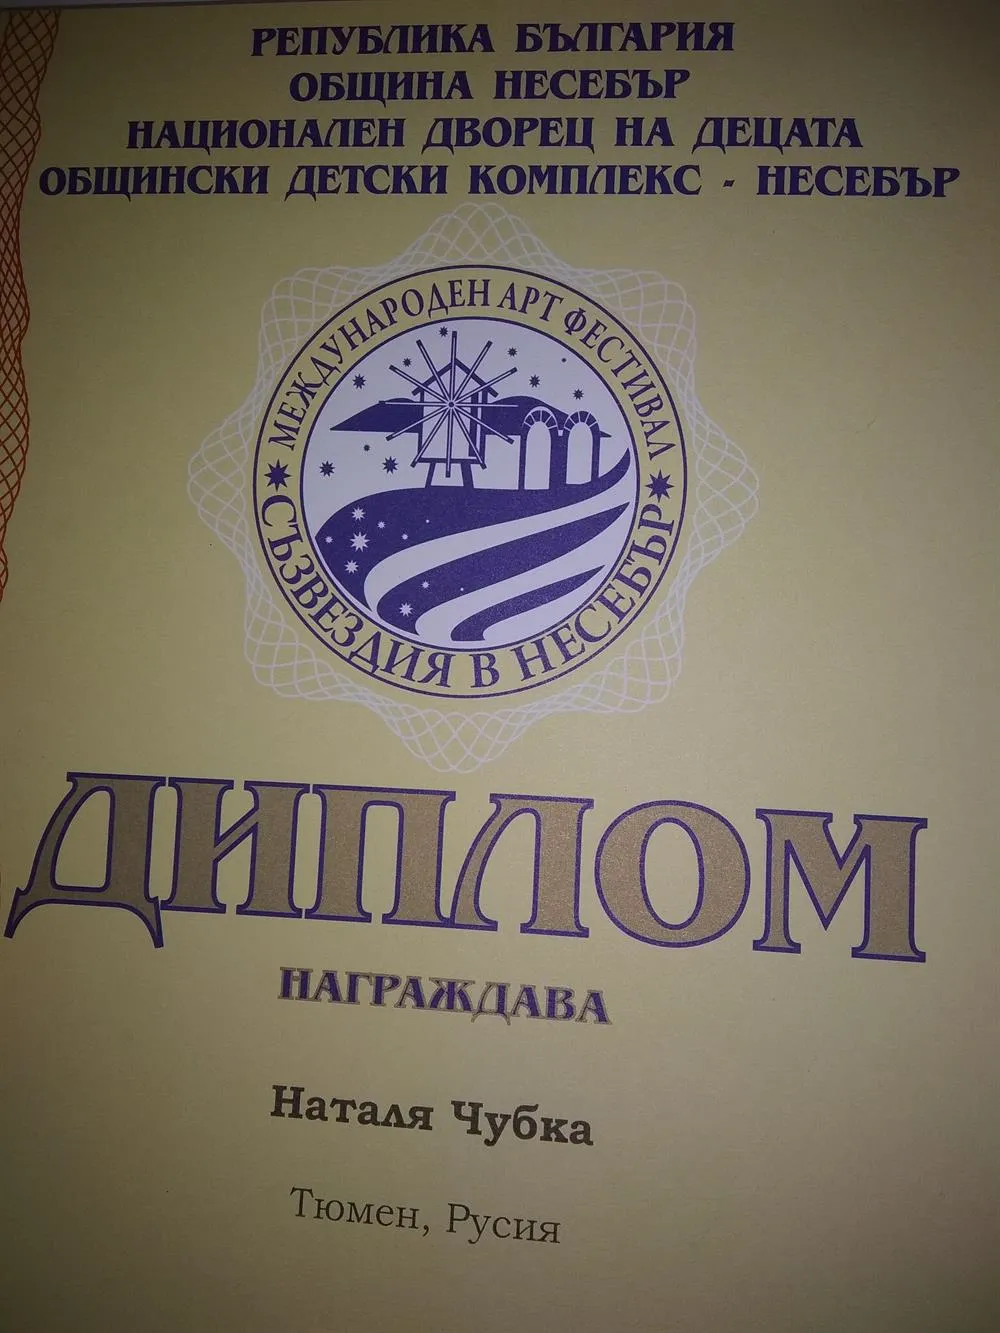 РЕПУБЛИКА БЪЛГАРИЯ
ОБЩИНА НЕСЕБЪР
НАЦИОНАЛЕН ДВОРЕЦ НА ДЕЦАТА
ОБЩИНСКИ ДЕТСКИ КОМПЛЕКС - НЕСЕБЪР
МЕЖДУНАРОДЕН АРТ ФЕСТИВАЛ
СЪЗВЕЗДИЯ В НЕСЕБЪР
ДИПЛОМ
НАГРАЖДАВА
Наталя Чубка
Тюмен, Русия